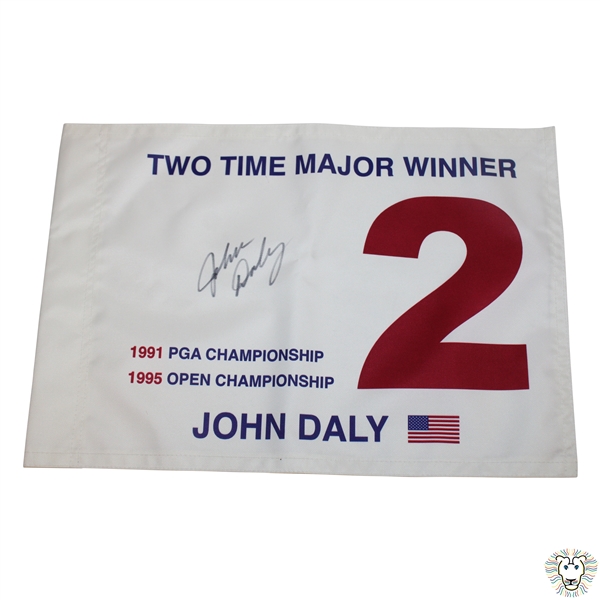 TWO TIME MAJOR WINNER
2
John
Daly
1991 PGA CHAMPIONSHIP
1995 OPEN CHAMPIONSHIP
JOHN DALY